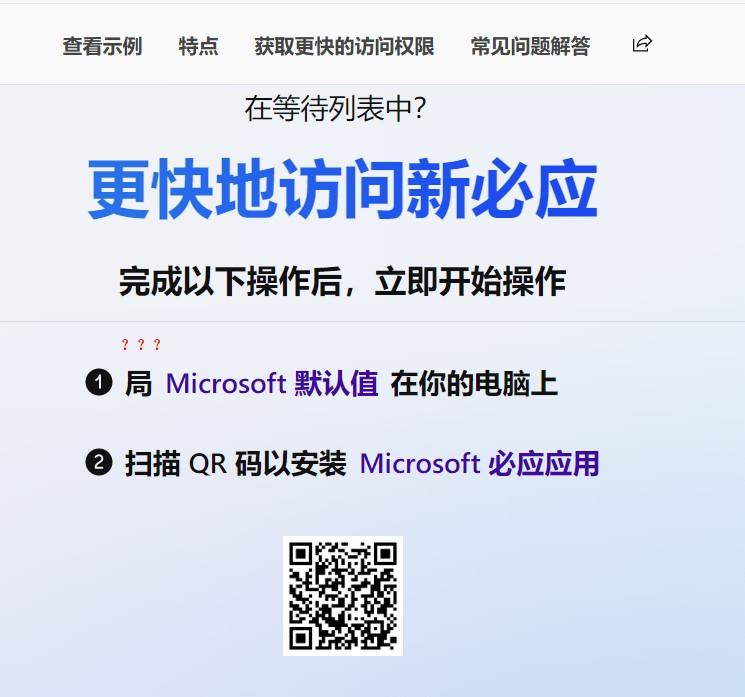 查看示例 特点 获取更快的访问权限 常见问题解答
在等待列表中?
更快地访问新必应
完成以下操作后，立即开始操作
？？？
1 局 Microsoft 默认值 在你的电脑上
2 扫描 QR 码以安装 Microsoft 必应应用